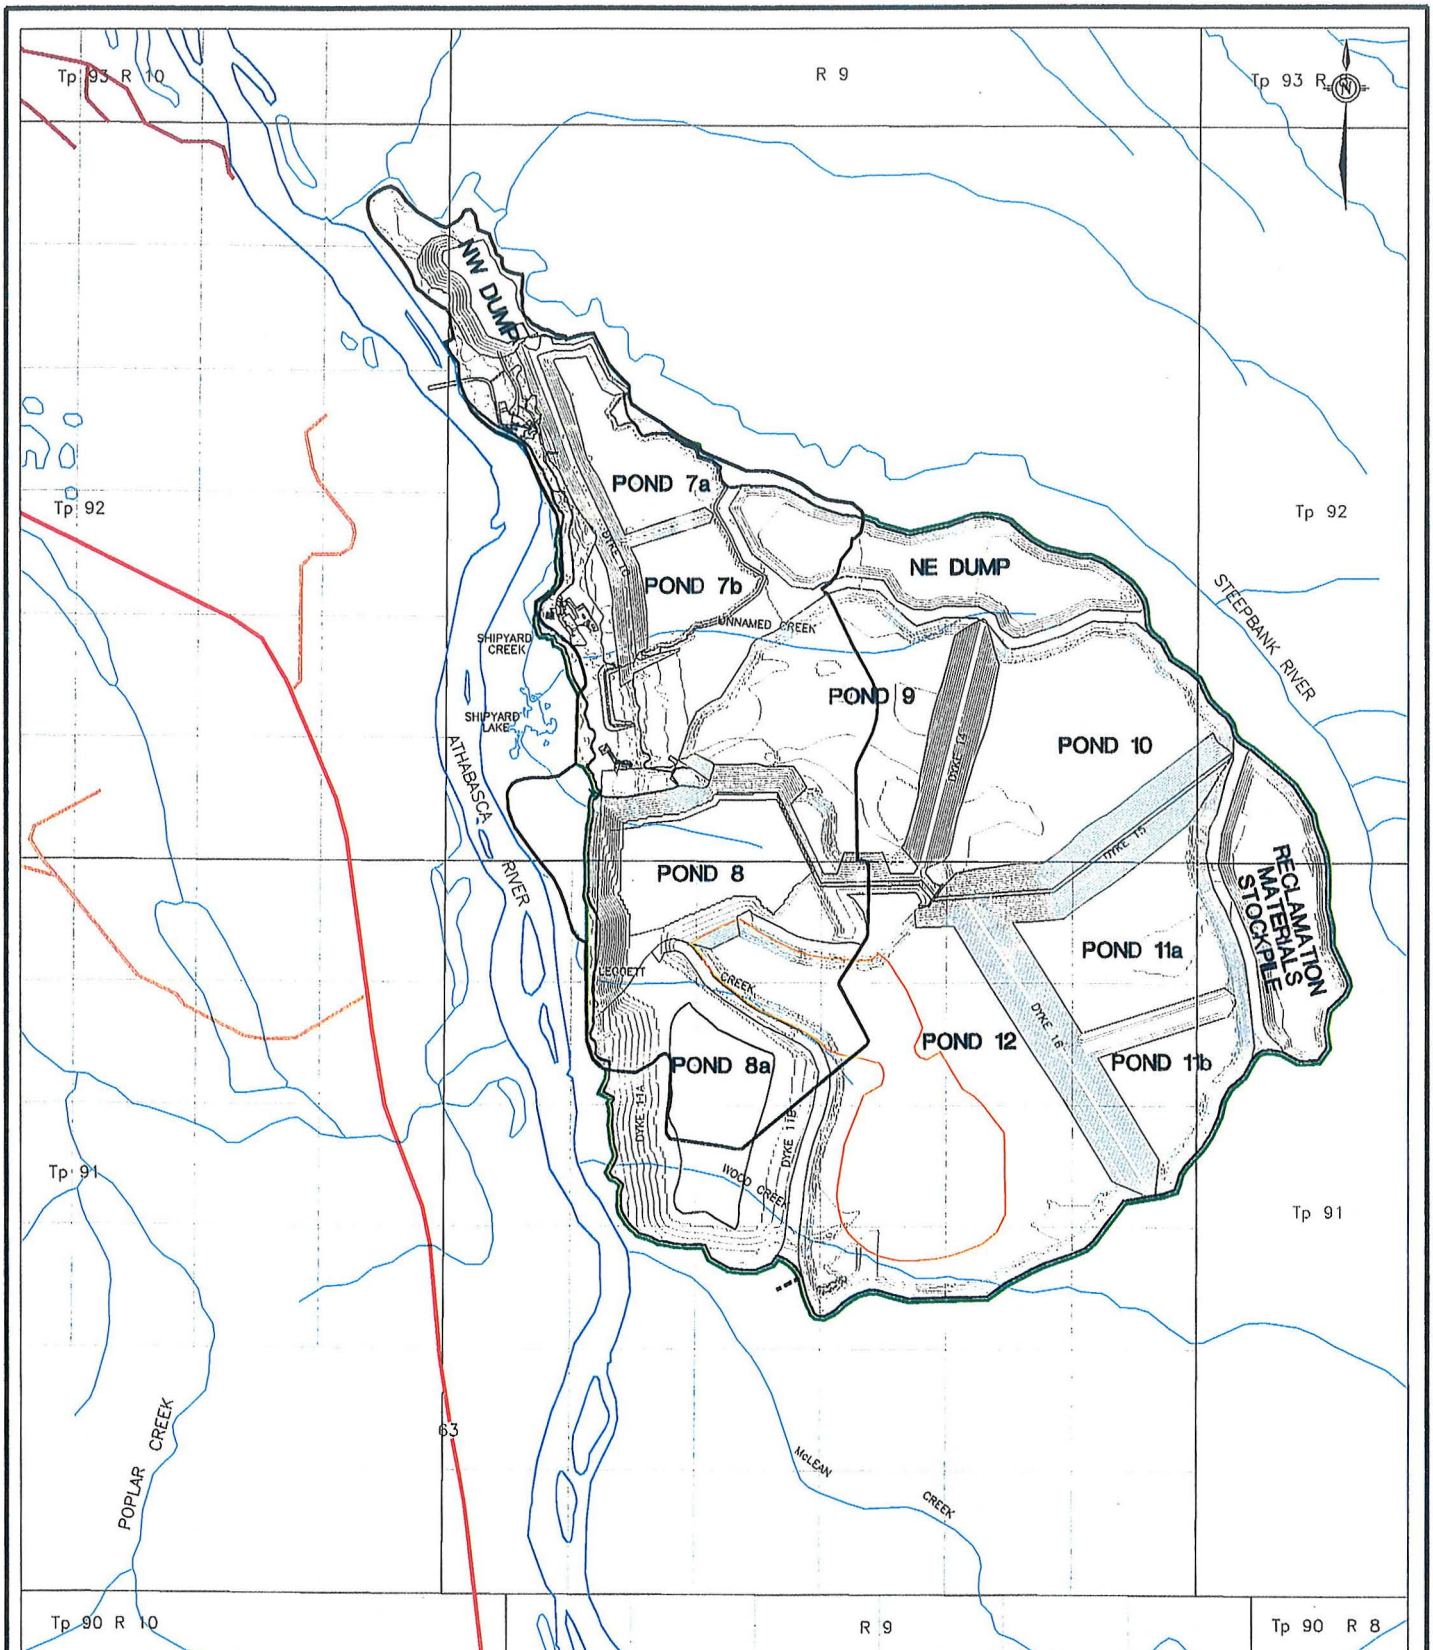 Tp 93 R 10
R 9
Tp 93 R
N
NW DUMP
POND 7a
Tp 92
Tp 92
NE DUMP
POND 7b
STEEPBANK RIVER
UNNAMED CREEK
SHIPYARD
CREEK
POND 9
SHIPYARD
LAKE
ATHABASCA
RIVER
DYKE 14
POND 10
DYKE 15
POND 8
RECLAMATION
MATERIALS
STOCKPILE
POND 11a
LEGGETT
CREEK
DYKE 16
POND 12
POND 8a
POND 11b
DYKE 11A
DYKE 11B
WOOD CREEK
Tp 91
Tp 91
POPLAR CREEK
63
McLEAN
CREEK
Tp 90 R 10
R 9
Tp 90 R 8